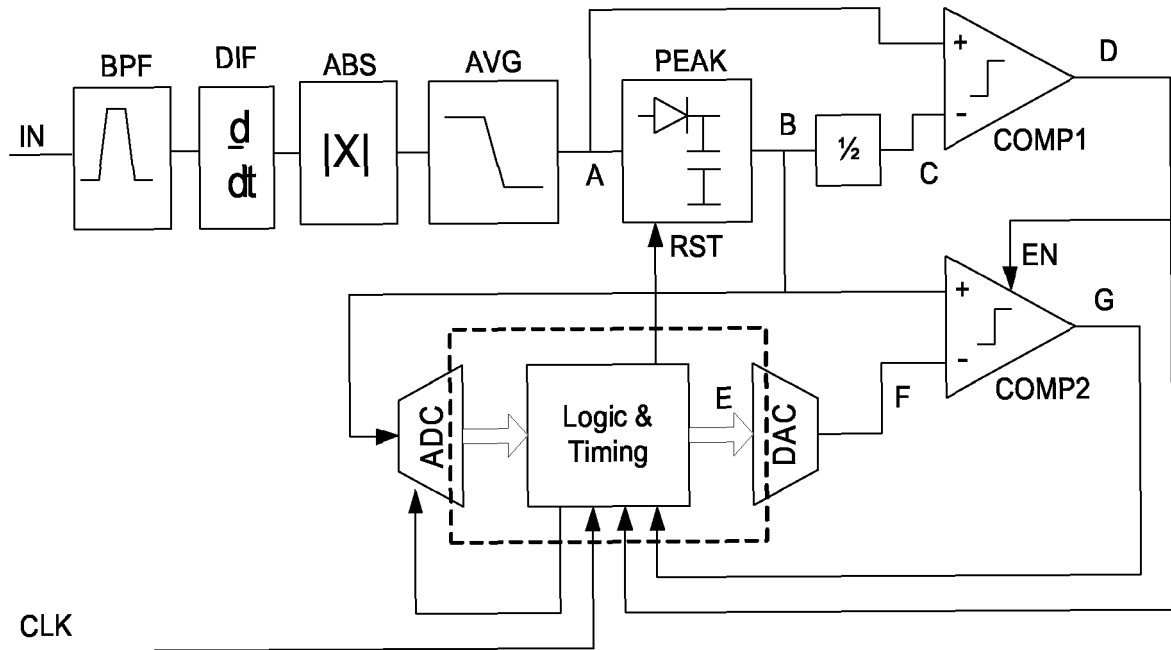 BPF
DIF
ABS
AVG
PEAK
D
IN
d
dt
|X|
A
B
½
C
+
-
COMP1
RST
EN
+
-
G
COMP2
ADC
Logic &
Timing
E
DAC
F
CLK